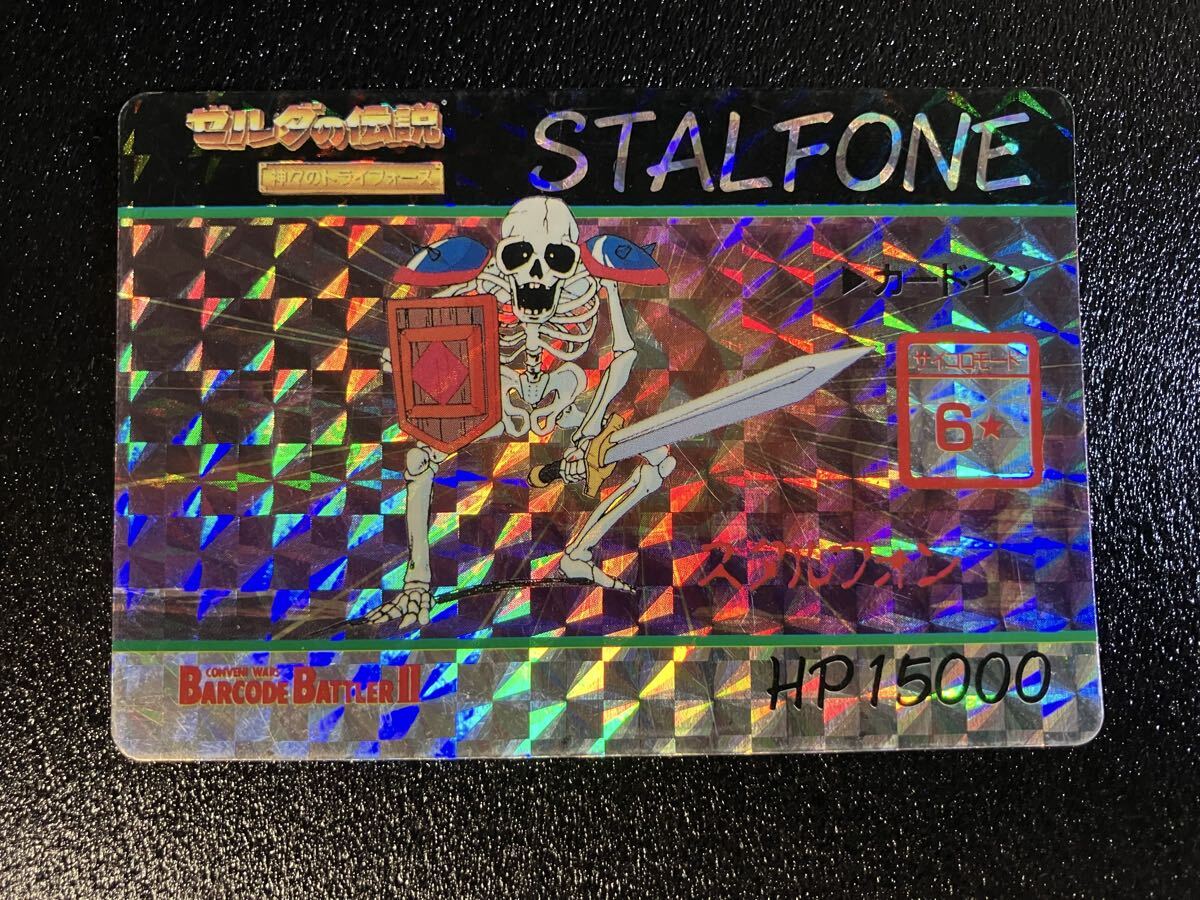 ゼルダの伝説
神々のトライフォース
STALFONE
▶カードイン
サイコロモード
6★
スタルフォン
CONVENI WARS
BARCODE BATTLER II
HP15000